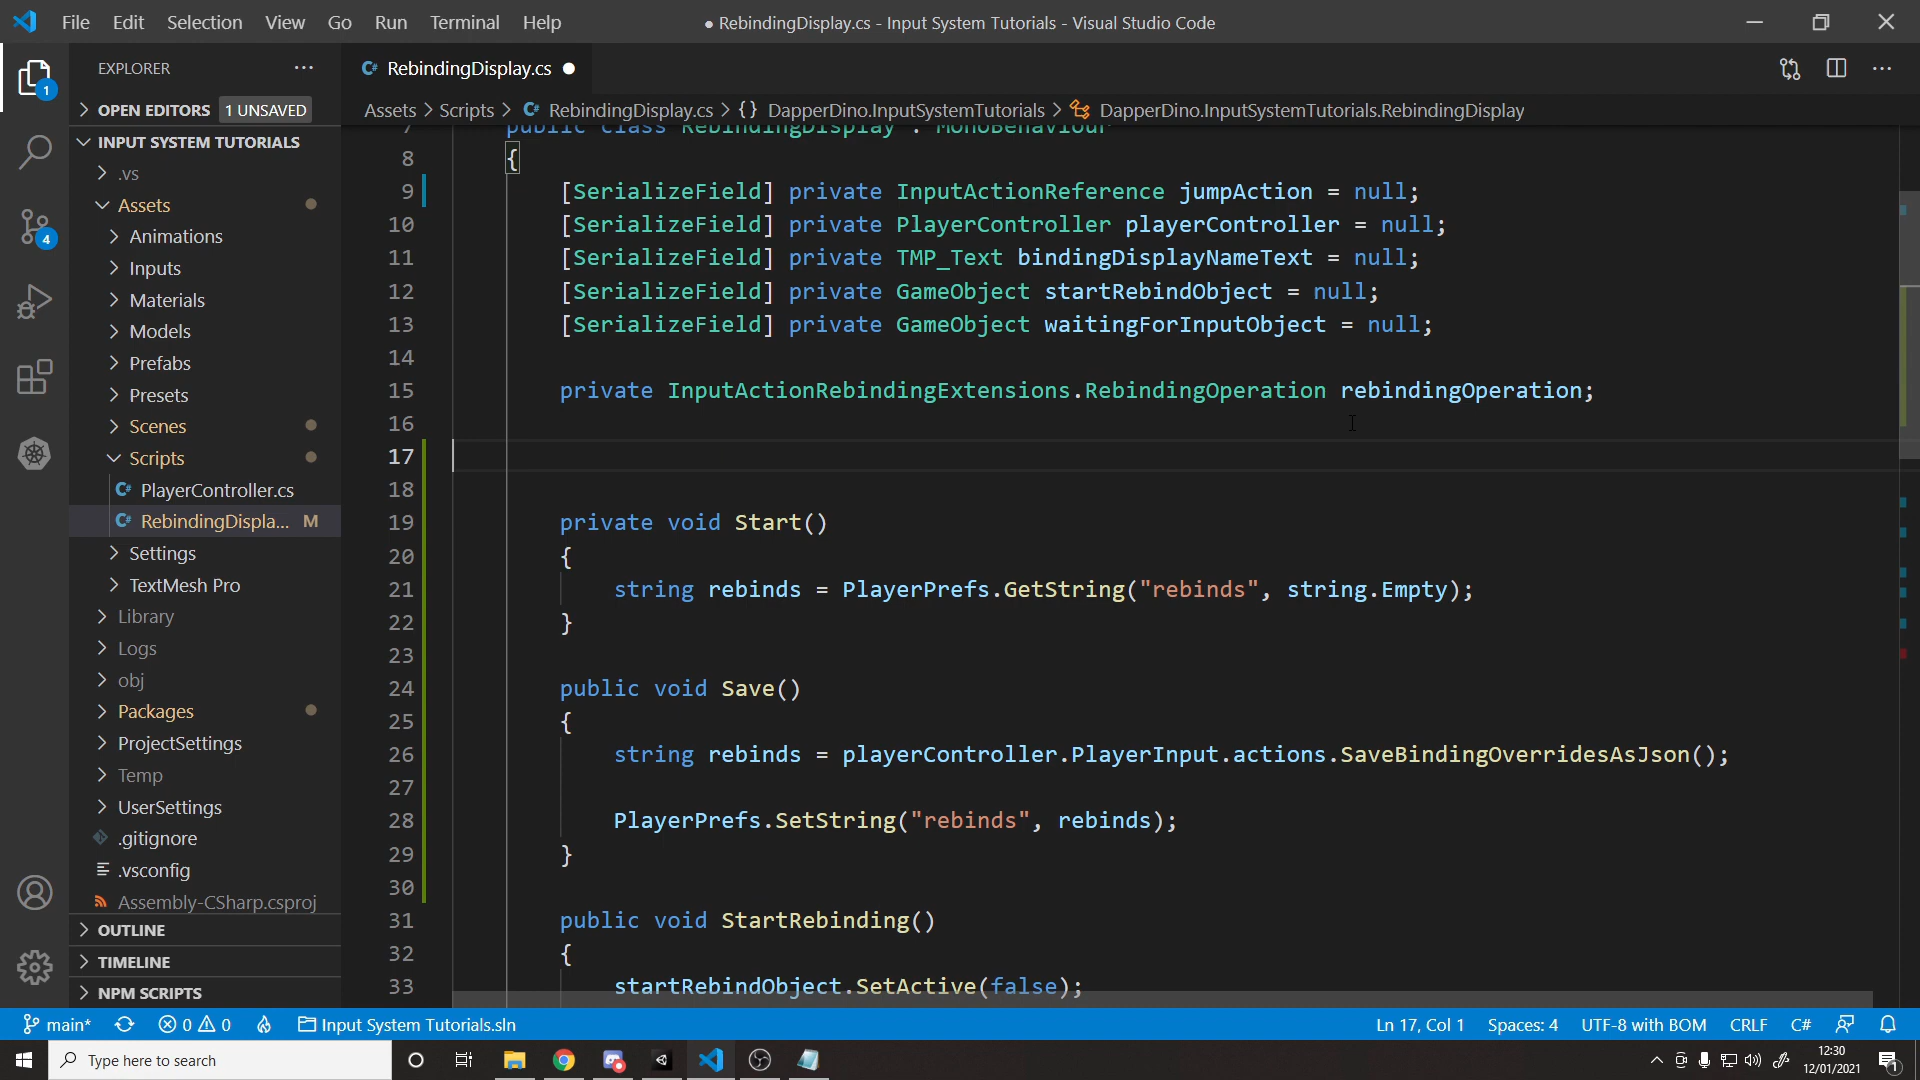 File Edit Selection View Go Run Terminal Help
● RebindingDisplay.cs - Input System Tutorials - Visual Studio Code
EXPLORER
OPEN EDITORS 1 UNSAVED
INPUT SYSTEM TUTORIALS
.vs
Assets
Animations
Inputs
Materials
Models
Prefabs
Presets
Scenes
Scripts
C# PlayerController.cs
C# RebindingDispla... M
Settings
TextMesh Pro
Library
Logs
obj
Packages
ProjectSettings
Temp
UserSettings
.gitignore
.vsconfig
Assembly-CSharp.csproj
OUTLINE
TIMELINE
NPM SCRIPTS
1
4
C# RebindingDisplay.cs ●
Assets > Scripts > C# RebindingDisplay.cs > {} DapperDino.InputSystemTutorials > DapperDino.InputSystemTutorials.RebindingDisplay
7 public class RebindingDisplay : MonoBehaviour
8 {
9 [SerializeField] private InputActionReference jumpAction = null;
10 [SerializeField] private PlayerController playerController = null;
11 [SerializeField] private TMP_Text bindingDisplayNameText = null;
12 [SerializeField] private GameObject startRebindObject = null;
13 [SerializeField] private GameObject waitingForInputObject = null;
14
15 private InputActionRebindingExtensions.RebindingOperation rebindingOperation;
16
17
18
19 private void Start()
20 {
21 string rebinds = PlayerPrefs.GetString("rebinds", string.Empty);
22 }
23
24 public void Save()
25 {
26 string rebinds = playerController.PlayerInput.actions.SaveBindingOverridesAsJson();
27
28 PlayerPrefs.SetString("rebinds", rebinds);
29 }
30
31 public void StartRebinding()
32 {
33 startRebindObject.SetActive(false);
main* 0 0 Input System Tutorials.sln Ln 17, Col 1 Spaces: 4 UTF-8 with BOM CRLF C#
Type here to search
12:30
12/01/2021
1